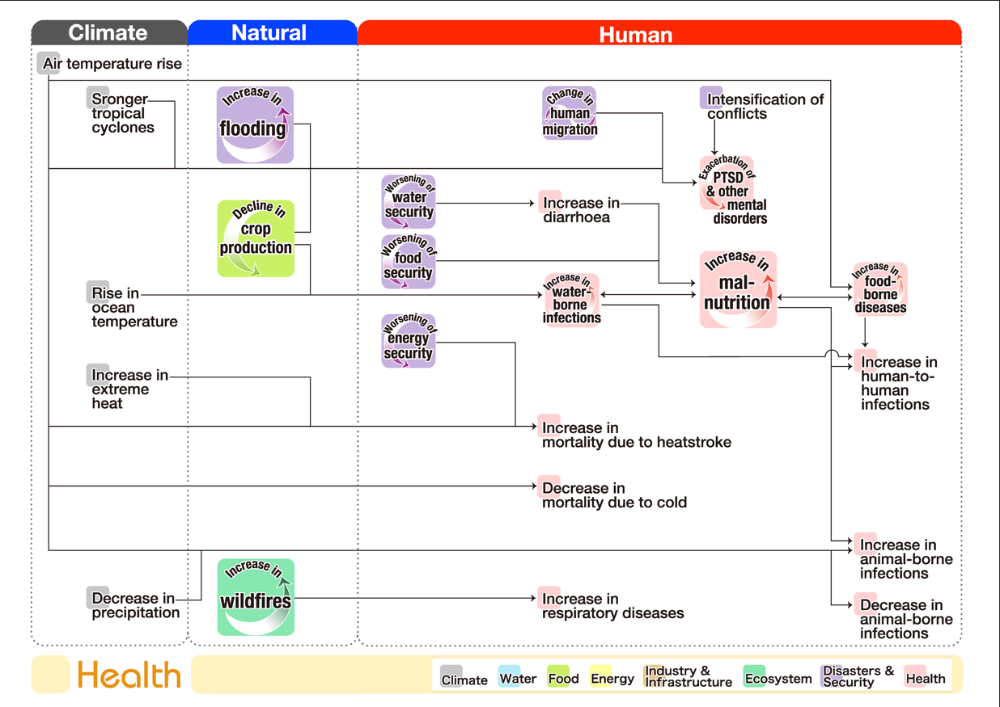 Climate
Natural
Human
Air temperature rise
Sronger
tropical
cyclones
Increase in
flooding
Change in
human
migration
Intensification of
conflicts
Exacerbation of
PTSD
& other
mental
disorders
Worsening of
water
security
Increase in
diarrhoea
Decline in
crop
production
Worsening of
food
security
Increase in
mal-
nutrition
Increase in
food-
borne
diseases
Rise in
ocean
temperature
Increase in
water-
borne
infections
Worsening of
energy
security
Increase in
human-to-
human
infections
Increase in
extreme
heat
Increase in
mortality due to heatstroke
Decrease in
mortality due to cold
Increase in
animal-borne
infections
Increase in
wildfires
Decrease in
precipitation
Increase in
respiratory diseases
Decrease in
animal-borne
infections
Health
Climate
Water
Food
Energy
Industry &
Infrastructure
Ecosystem
Disasters &
Security
Health